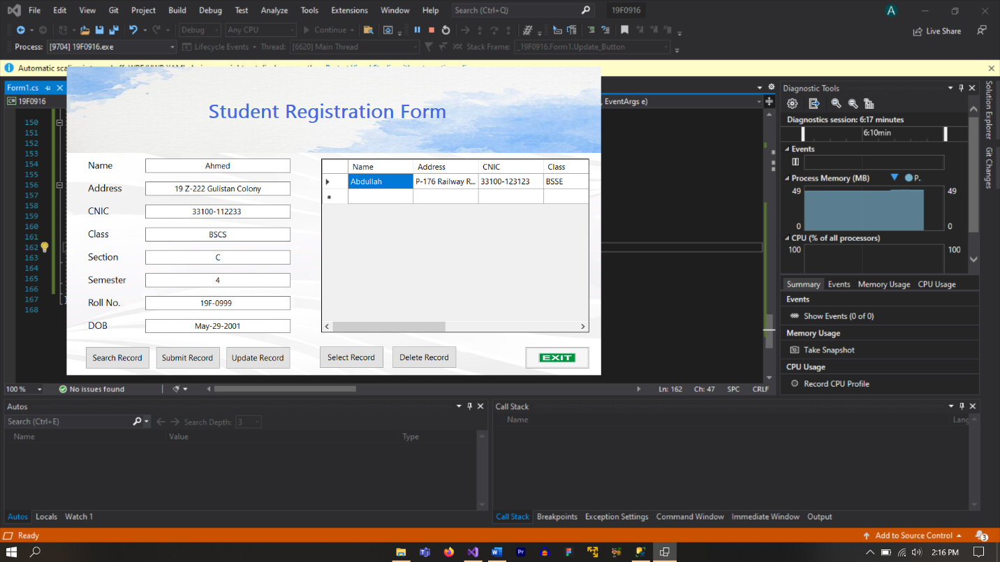 File Edit View Git Project Build Debug Test Analyze Tools Extensions Window Help Search (Ctrl+Q) 19F0916 A
Debug Any CPU Continue Live Share
Process: [9704] 19F0916.exe Lifecycle Events Thread: [6620] Main Thread Stack Frame: _19F0916.Form1.Update_Button
Automatic
Form1.cs
19F0916 , EventArgs e)
Student Registration Form
Name Ahmed
Address 19 Z-222 Gulistan Colony
CNIC 33100-112233
Class BSCS
Section C
Semester 4
Roll No. 19F-0999
DOB May-29-2001
Name Address CNIC Class
Abdullah P-176 Railway R... 33100-123123 BSSE
Search Record Submit Record Update Record Select Record Delete Record EXIT
150
151
152
153
154
155
156
157
158
159
160
161
162
163
164
165
166
167
168
100 % No issues found Ln: 162 Ch: 47 SPC CRLF
Diagnostic Tools
Diagnostics session: 6:17 minutes
6:10min
Events
Process Memory (MB) P..
49 49
0 0
CPU (% of all processors)
100 100
Summary Events Memory Usage CPU Usage
Events
Show Events (0 of 0)
Memory Usage
Take Snapshot
CPU Usage
Record CPU Profile
Solution Explorer
Git Changes
Autos
Search (Ctrl+E) Search Depth: 3
Name Value Type
Autos Locals Watch 1
Call Stack
Name Lang
Call Stack Breakpoints Exception Settings Command Window Immediate Window Output
Ready Add to Source Control 3
2:16 PM